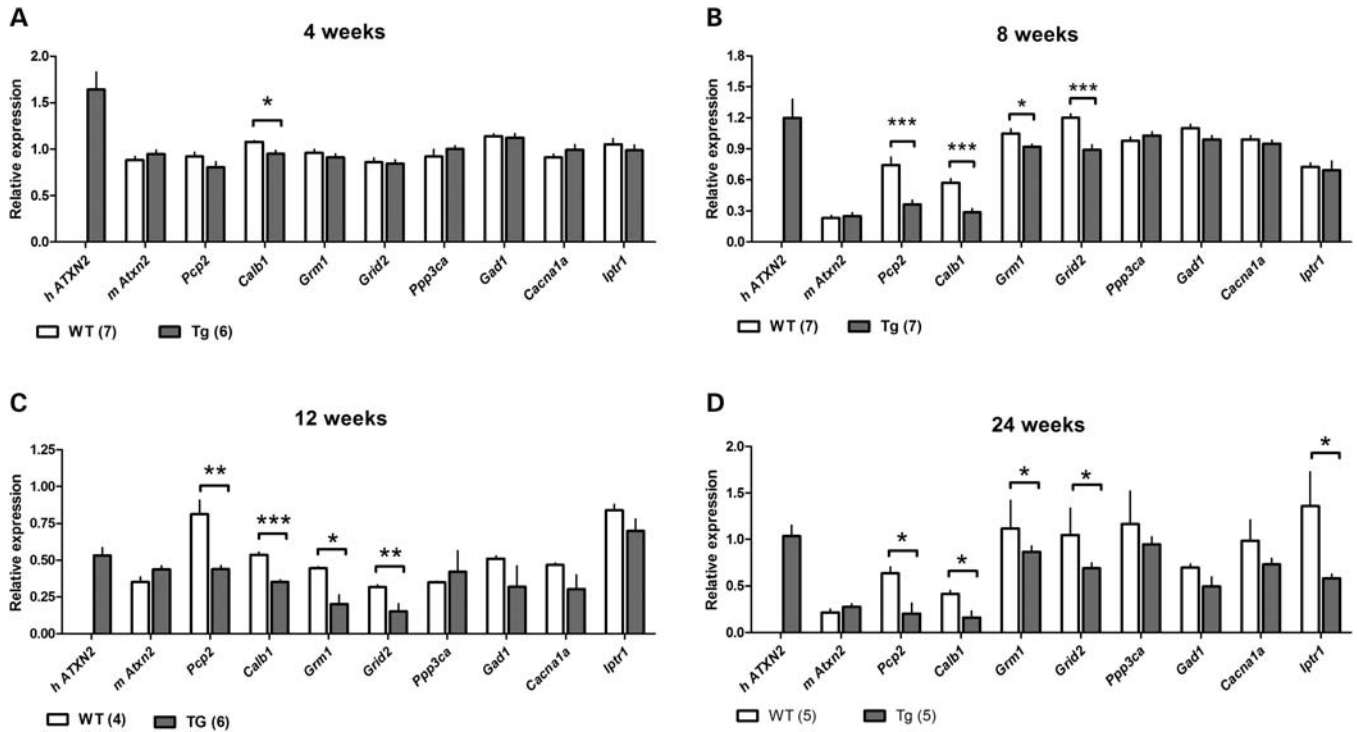 A
4 weeks
Relative expression
2.0
1.5
1.0
0.5
0.0
*
h ATXN2
m Atxn2
Pcp2
Calb1
Grm1
Grid2
Ppp3ca
Gad1
Cacna1a
Iptr1
WT (7)
Tg (6)
B
8 weeks
Relative expression
1.8
1.5
1.2
0.9
0.6
0.3
0.0
***
***
*
***
h ATXN2
m Atxn2
Pcp2
Calb1
Grm1
Grid2
Ppp3ca
Gad1
Cacna1a
Iptr1
WT (7)
Tg (7)
C
12 weeks
Relative expression
1.25
1.00
0.75
0.50
0.25
0.00
**
***
*
**
h ATXN2
m Atxn2
Pcp2
Calb1
Grm1
Grid2
Ppp3ca
Gad1
Cacna1a
Iptr1
WT (4)
TG (6)
D
24 weeks
Relative expression
2.0
1.5
1.0
0.5
0.0
*
*
*
*
*
h ATXN2
m Atxn2
Pcp2
Calb1
Grm1
Grid2
Ppp3ca
Gad1
Cacna1a
Iptr1
WT (5)
Tg (5)